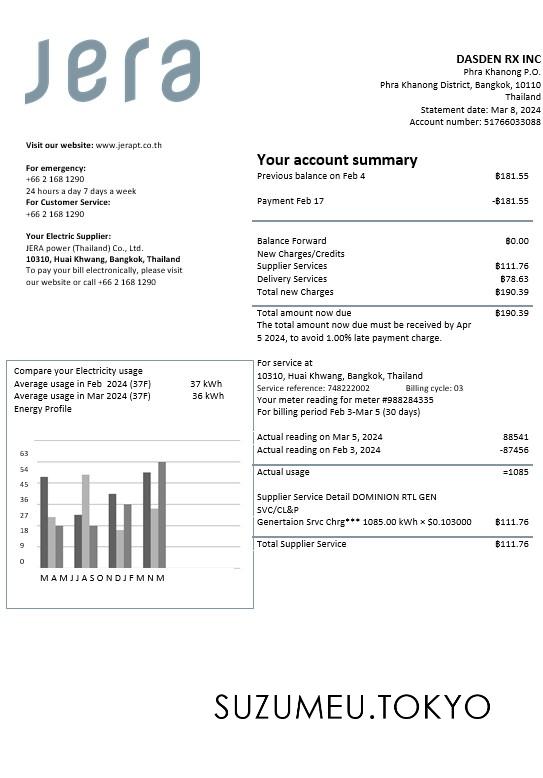 jera
DASDEN RX INC
Phra Khanong P.O.
Phra Khanong District, Bangkok, 10110
Thailand
Statement date: Mar 8, 2024
Account number: 51766033088
Visit our website: www.jerapt.co.th
For emergency:
+66 2 168 1290
24 hours a day 7 days a week
For Customer Service:
+66 2 168 1290
Your Electric Supplier:
JERA power (Thailand) Co., Ltd.
10310, Huai Khwang, Bangkok, Thailand
To pay your bill electronically, please visit
our website or call +66 2 168 1290
Your account summary
Previous balance on Feb 4 ฿181.55
Payment Feb 17 -฿181.55
Balance Forward ฿0.00
New Charges/Credits
Supplier Services ฿111.76
Delivery Services ฿78.63
Total new Charges ฿190.39
Total amount now due ฿190.39
The total amount now due must be received by Apr
5 2024, to avoid 1.00% late payment charge.
Compare your Electricity usage
Average usage in Feb 2024 (37F) 37 kWh
Average usage in Mar 2024 (37F) 36 kWh
Energy Profile
63
54
45
36
27
18
9
0
M A M J J A S O N D J F M N M
For service at
10310, Huai Khwang, Bangkok, Thailand
Service reference: 748222002 Billing cycle: 03
Your meter reading for meter #988284335
For billing period Feb 3-Mar 5 (30 days)
Actual reading on Mar 5, 2024 88541
Actual reading on Feb 3, 2024 -87456
Actual usage =1085
Supplier Service Detail DOMINION RTL GEN
SVC/CL&P
Genertaion Srvc Chrg*** 1085.00 kWh × $0.103000 ฿111.76
Total Supplier Service ฿111.76
SUZUMEU.TOKYO